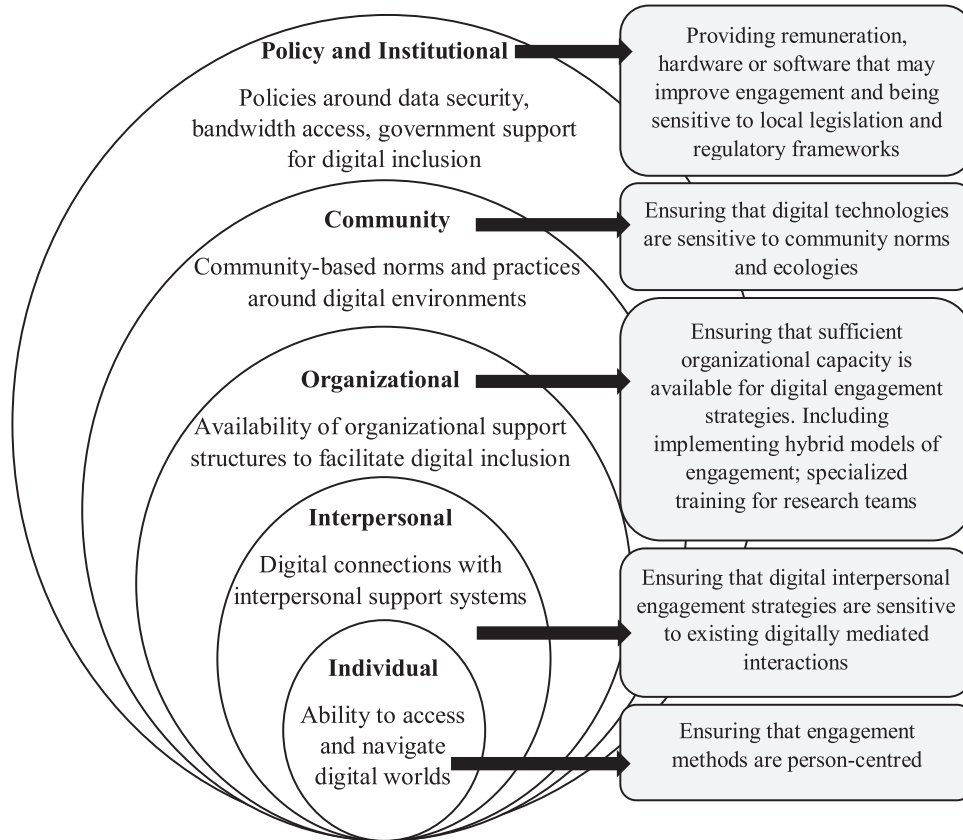 Policy and Institutional
Policies around data security,
bandwidth access, government support
for digital inclusion
Providing remuneration,
hardware or software that may
improve engagement and being
sensitive to local legislation and
regulatory frameworks
Community
Community-based norms and practices
around digital environments
Ensuring that digital technologies
are sensitive to community norms
and ecologies
Organizational
Availability of organizational support
structures to facilitate digital inclusion
Ensuring that sufficient
organizational capacity is
available for digital engagement
strategies. Including
implementing hybrid models of
engagement; specialized
training for research teams
Interpersonal
Digital connections with
interpersonal support systems
Ensuring that digital interpersonal
engagement strategies are sensitive
to existing digitally mediated
interactions
Individual
Ability to access
and navigate
digital worlds
Ensuring that engagement
methods are person-centred